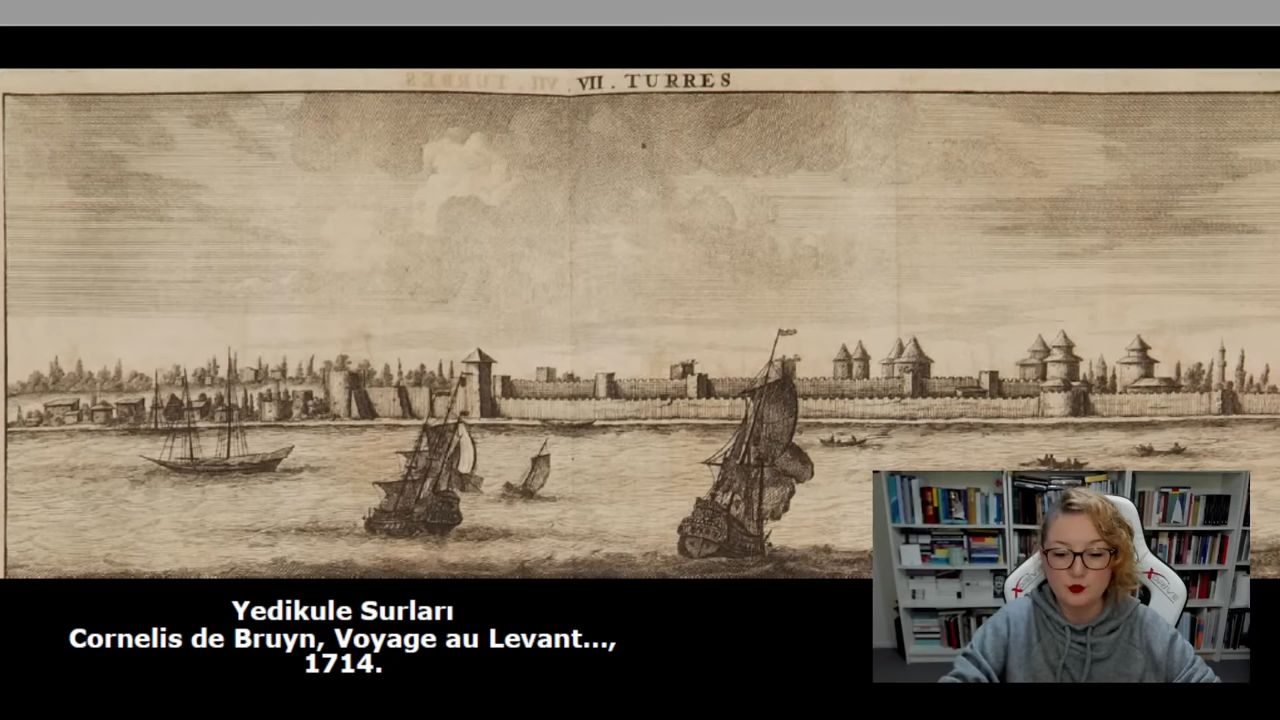 VII. TURRES
Yedikule Surları
Cornelis de Bruyn, Voyage au Levant...,
1714.